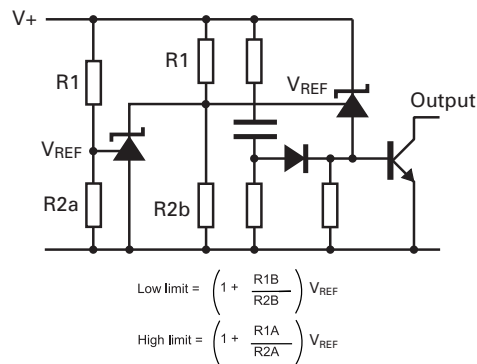 V+
R1
R1
VREF
Output
VREF
R2a
R2b
Low limit = ( 1 + R1B / R2B ) VREF
High limit = ( 1 + R1A / R2A ) VREF